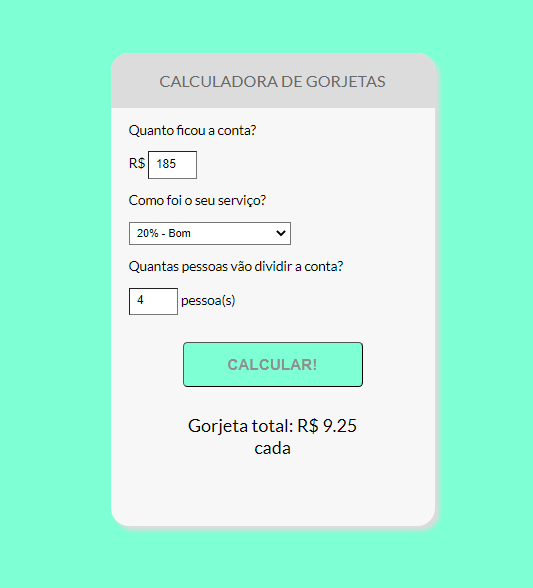 CALCULADORA DE GORJETAS
Quanto ficou a conta?
R$ 185
Como foi o seu serviço?
20% - Bom
Quantas pessoas vão dividir a conta?
4 pessoa(s)
CALCULAR!
Gorjeta total: R$ 9.25
cada